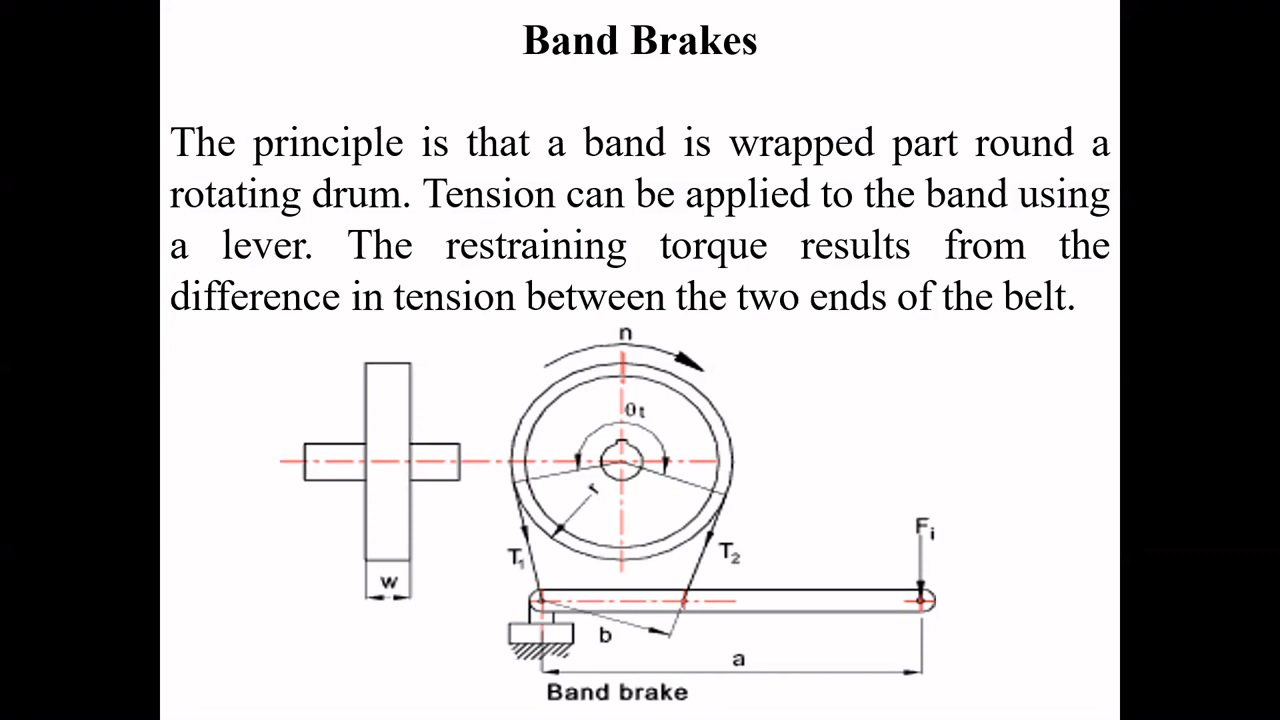 Band Brakes
The principle is that a band is wrapped part round a
rotating drum. Tension can be applied to the band using
a lever. The restraining torque results from the
difference in tension between the two ends of the belt.
n
θt
r
Fi
T1
T2
w
b
a
Band brake